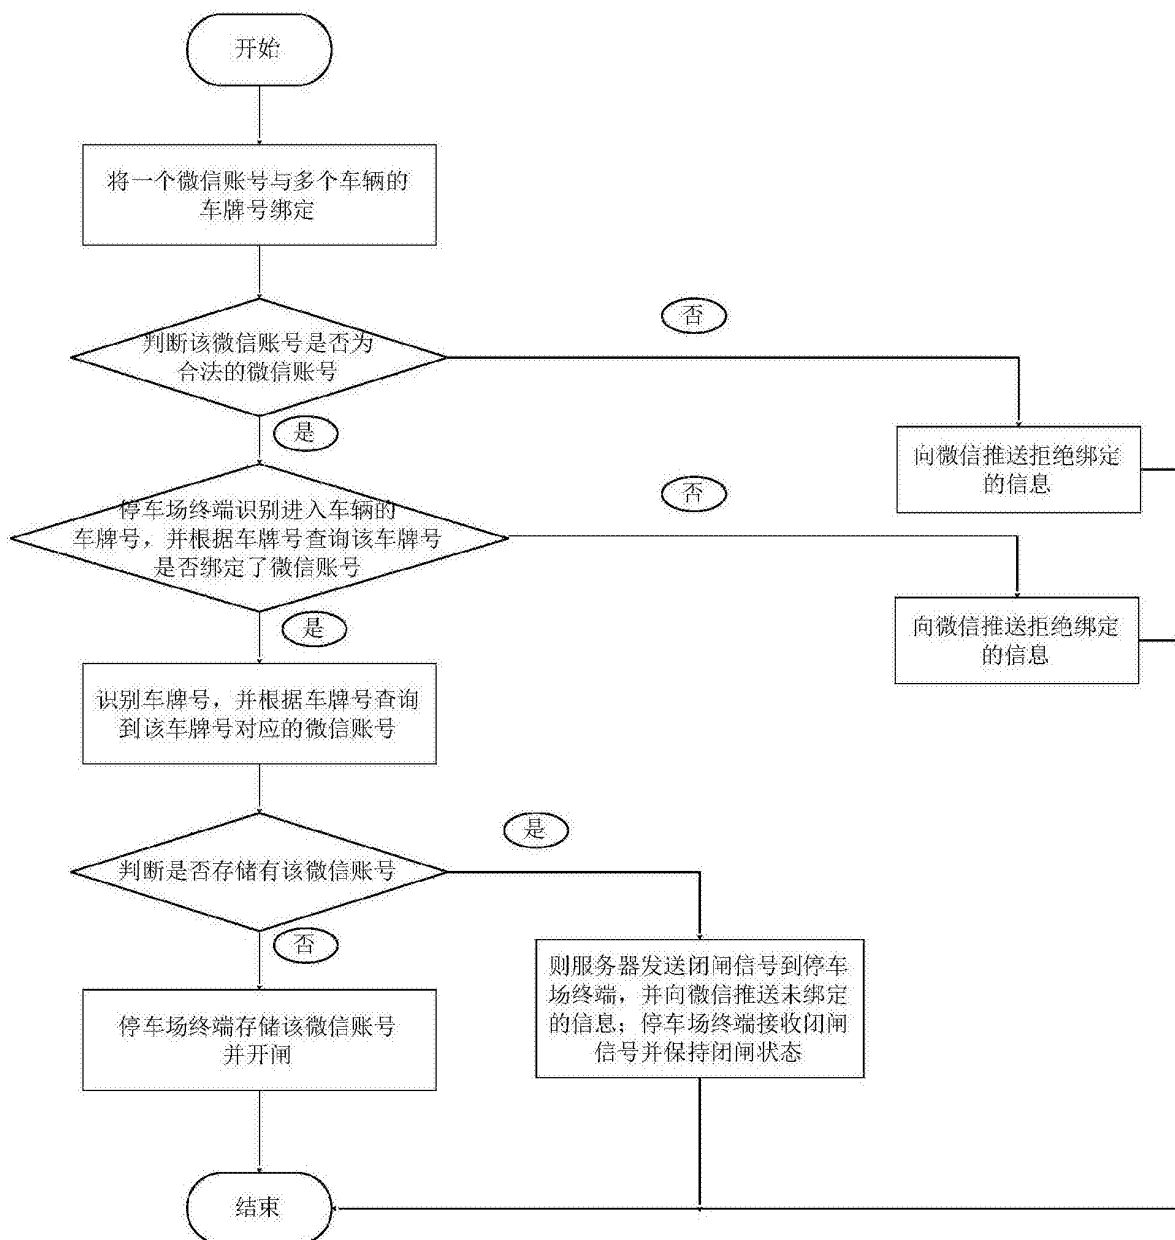 开始
将一个微信账号与多个车辆的
车牌号绑定
判断该微信账号是否为
合法的微信账号
否
是
向微信推送拒绝绑定
的信息
停车场终端识别进入车辆的
车牌号，并根据车牌号查询该车牌号
是否绑定了微信账号
否
是
向微信推送拒绝绑定
的信息
识别车牌号，并根据车牌号查询
到该车牌号对应的微信账号
判断是否存储有该微信账号
是
否
则服务器发送闭闸信号到停车
场终端，并向微信推送未绑定
的信息；停车场终端接收闭闸
信号并保持闭闸状态
停车场终端存储该微信账号
并开闸
结束